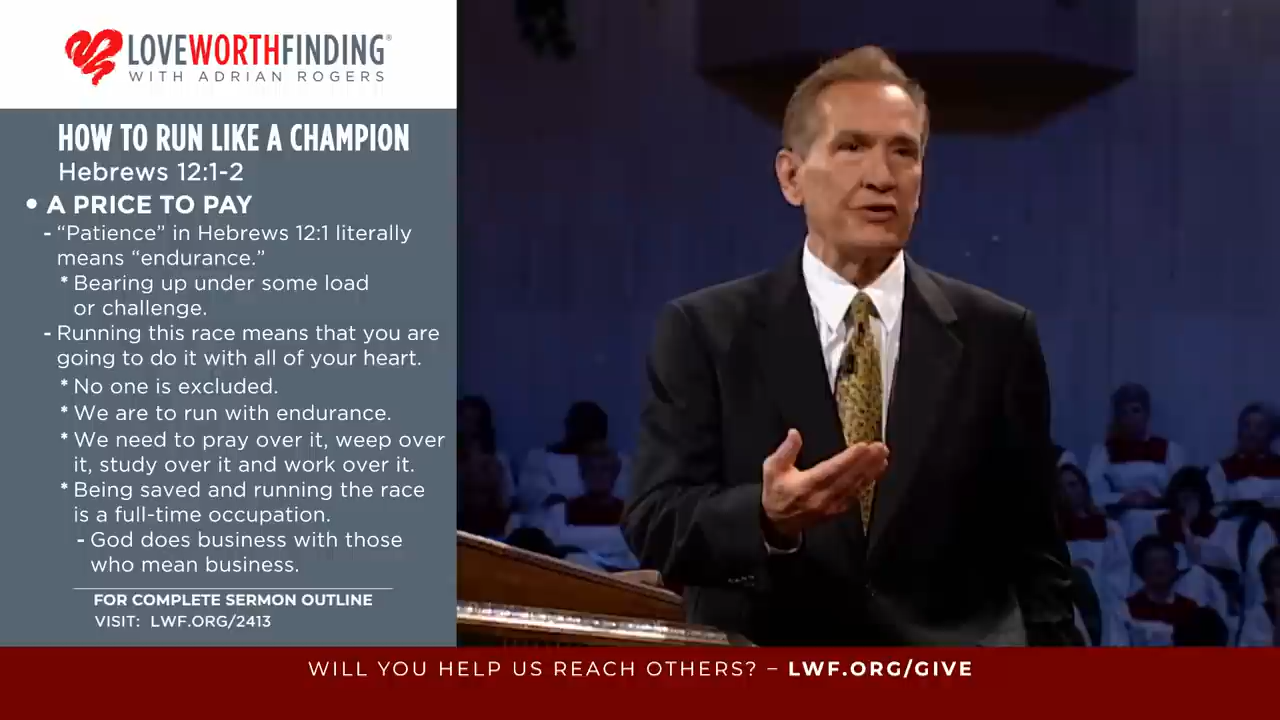 LOVEWORTHFINDING®
WITH ADRIAN ROGERS
HOW TO RUN LIKE A CHAMPION
Hebrews 12:1-2
• A PRICE TO PAY
- “Patience” in Hebrews 12:1 literally
means “endurance.”
* Bearing up under some load
or challenge.
- Running this race means that you are
going to do it with all of your heart.
* No one is excluded.
* We are to run with endurance.
* We need to pray over it, weep over
it, study over it and work over it.
* Being saved and running the race
is a full-time occupation.
- God does business with those
who mean business.
FOR COMPLETE SERMON OUTLINE
VISIT: LWF.ORG/2413
WILL YOU HELP US REACH OTHERS? – LWF.ORG/GIVE